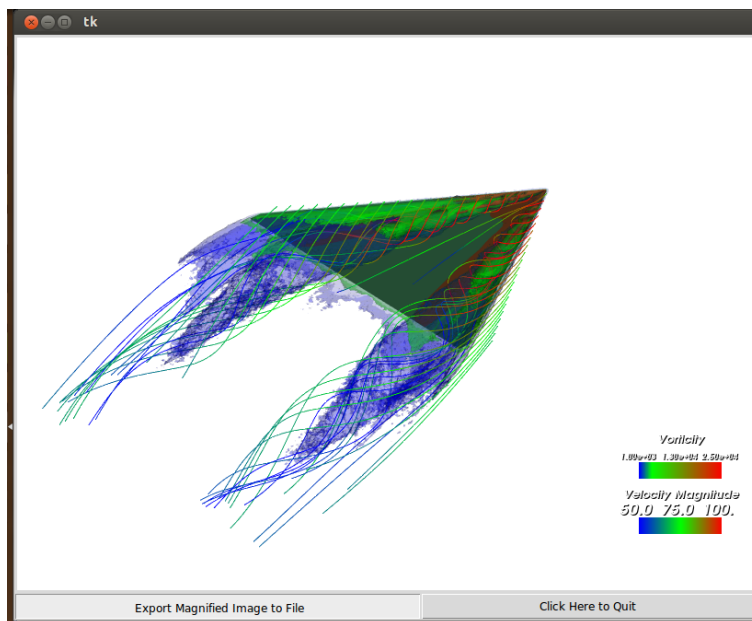 tk
Vorticity
1.00e+03 1.30e+04 2.50e+04
Velocity Magnitude
50.0 75.0 100.
Export Magnified Image to File
Click Here to Quit